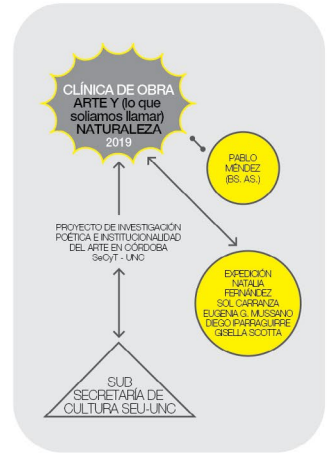 CLÍNICA DE OBRA
ARTE Y (lo que
soliamos llamar)
NATURALEZA
2019
PABLO
MÉNDEZ
(BS. AS.)
PROYECTO DE INVESTIGACIÓN
POÉTICA E INSTITUCIONALIDAD
DEL ARTE EN CÓRDOBA
SeCyT - UNC
EXPEDICIÓN
NATALIA
FERNÁNDEZ
SOL CARRANZA
EUGENIA G. MUSSANO
DIEGO IPARRAGUIRRE
GISELLA SCOTTA
SUB
SECRETARÍA DE
CULTURA SEU-UNC